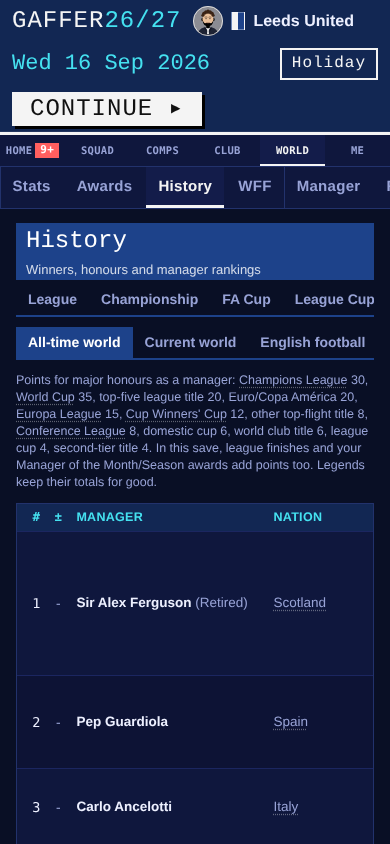 GAFFER26/27 Leeds United
Wed 16 Sep 2026 Holiday
CONTINUE ▸
HOME 9+ SQUAD COMPS CLUB WORLD ME
Stats Awards History WFF Manager
History
Winners, honours and manager rankings
League Championship FA Cup League Cup
All-time world Current world English football
Points for major honours as a manager: Champions League 30,
World Cup 35, top-five league title 20, Euro/Copa América 20,
Europa League 15, Cup Winners' Cup 12, other top-flight title 8,
Conference League 8, domestic cup 6, world club title 6, league
cup 4, second-tier title 4. In this save, league finishes and your
Manager of the Month/Season awards add points too. Legends
keep their totals for good.
# ± MANAGER NATION
1 - Sir Alex Ferguson (Retired) Scotland
2 - Pep Guardiola Spain
3 - Carlo Ancelotti Italy